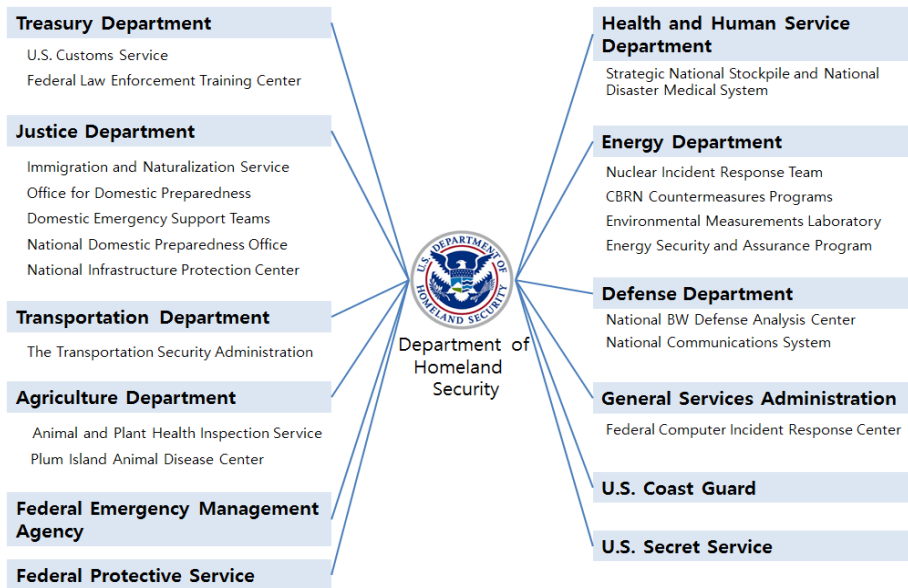 Treasury Department
U.S. Customs Service
Federal Law Enforcement Training Center
Justice Department
Immigration and Naturalization Service
Office for Domestic Preparedness
Domestic Emergency Support Teams
National Domestic Preparedness Office
National Infrastructure Protection Center
Transportation Department
The Transportation Security Administration
Agriculture Department
Animal and Plant Health Inspection Service
Plum Island Animal Disease Center
Federal Emergency Management
Agency
Federal Protective Service
U.S. DEPARTMENT OF
HOMELAND SECURITY
Department of
Homeland
Security
Health and Human Service
Department
Strategic National Stockpile and National
Disaster Medical System
Energy Department
Nuclear Incident Response Team
CBRN Countermeasures Programs
Environmental Measurements Laboratory
Energy Security and Assurance Program
Defense Department
National BW Defense Analysis Center
National Communications System
General Services Administration
Federal Computer Incident Response Center
U.S. Coast Guard
U.S. Secret Service